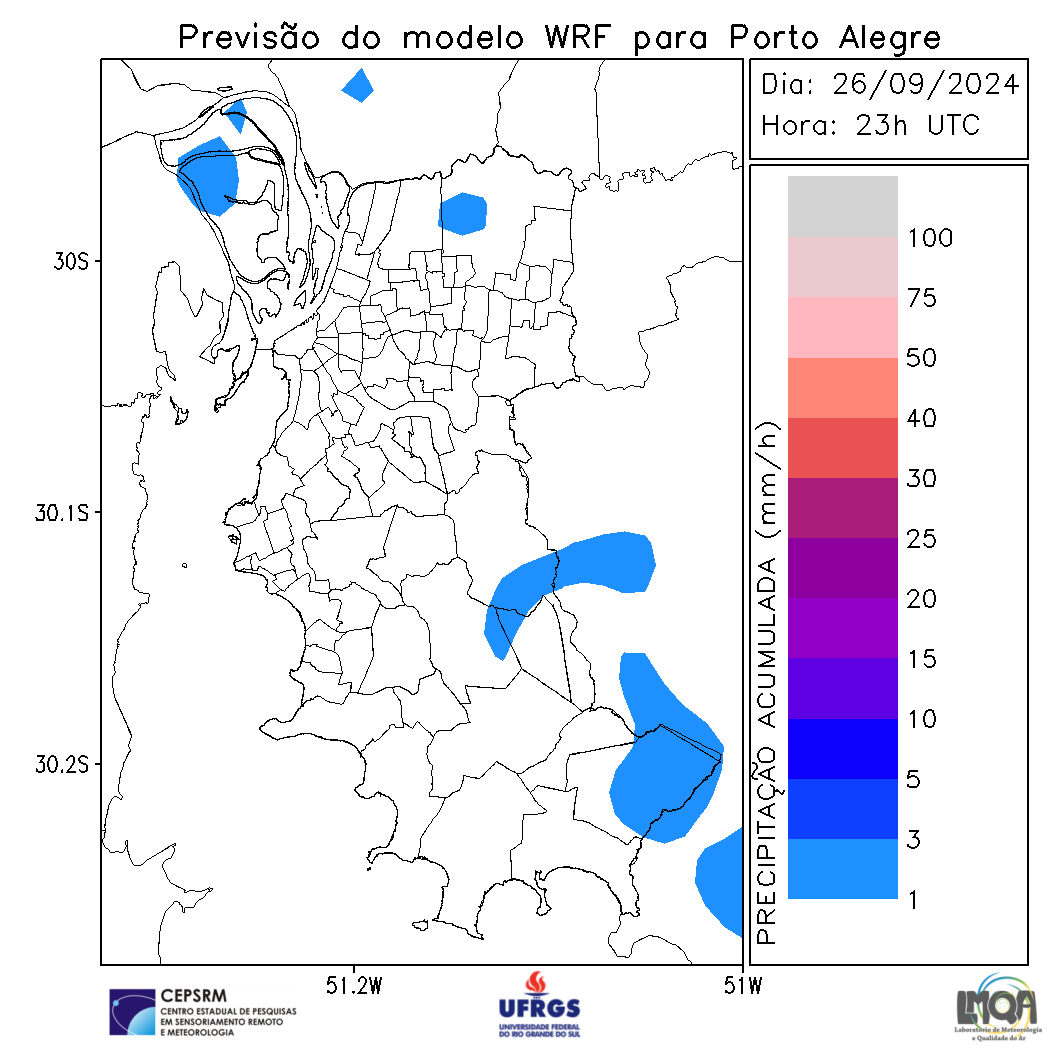 Previsão do modelo WRF para Porto Alegre
Dia: 26/09/2024
Hora: 23h UTC
30S
30.1S
30.2S
51.2W
51W
PRECIPITAÇÃO ACUMULADA (mm/h)
100
75
50
40
30
25
20
15
10
5
3
1
CEPSRM
CENTRO ESTADUAL DE PESQUISAS
EM SENSORIAMENTO REMOTO
E METEOROLOGIA
UFRGS
UNIVERSIDADE FEDERAL
DO RIO GRANDE DO SUL
LMQA
Laboratório de Meteorologia
e Qualidade do Ar